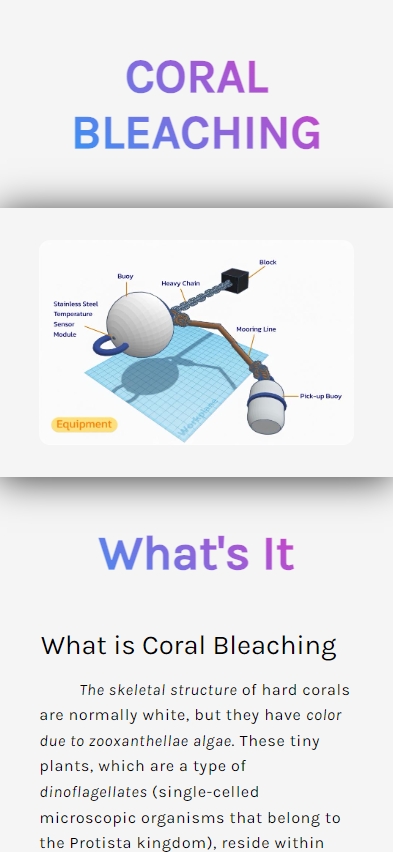 CORAL
BLEACHING
Block
Buoy
Heavy Chain
Stainless Steel
Temperature
Sensor
Module
Mooring Line
Pick-up Buoy
Workplane
Equipment
What's It
What is Coral Bleaching
The skeletal structure of hard corals
are normally white, but they have color
due to zooxanthellae algae. These tiny
plants, which are a type of
dinoflagellates (single-celled
microscopic organisms that belong to
the Protista kingdom), reside within